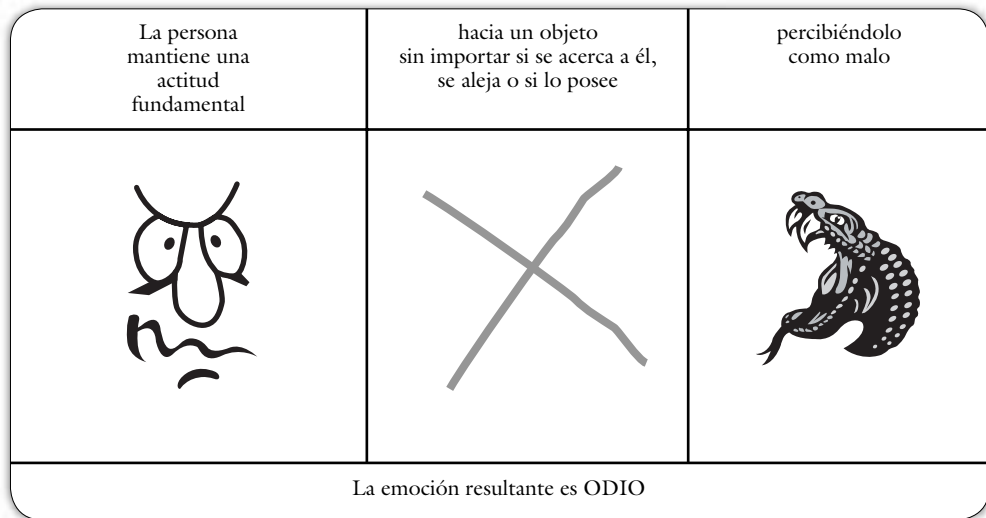 La persona
mantiene una
actitud
fundamental
hacia un objeto
sin importar si se acerca a él,
se aleja o si lo posee
percibiéndolo
como malo
La emoción resultante es ODIO